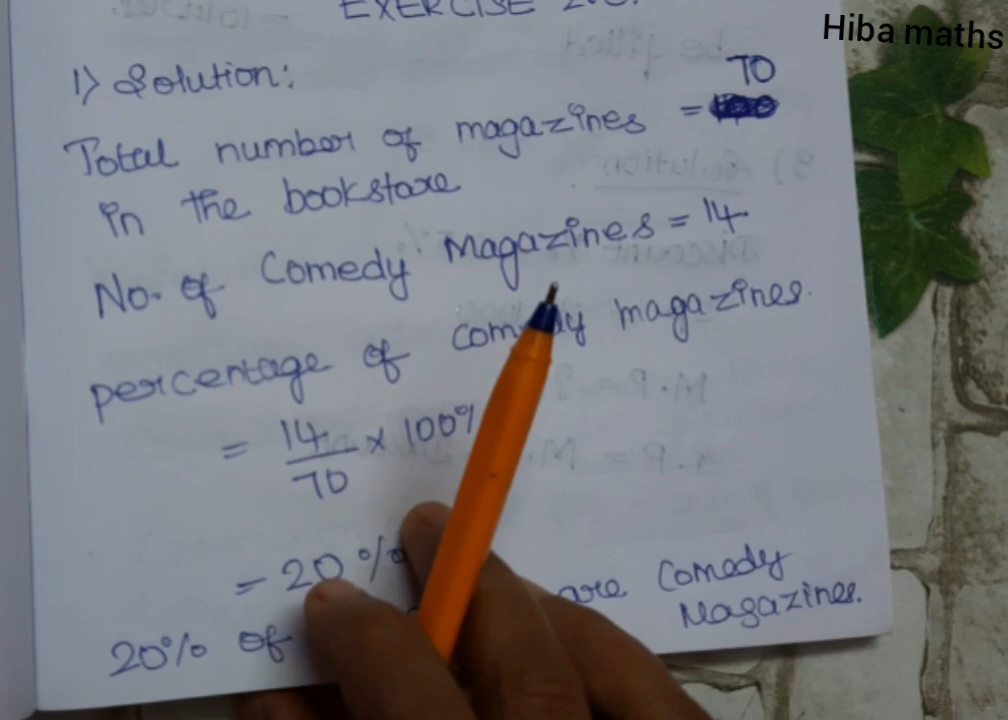 EXERCISE
Hiba maths
1) Solution:
70
Total number of magazines =
in the bookstore
No. of Comedy Magazines = 14
percentage of comedy magazines.
= 14/70 x 100%
= 20%
20% of are Comedy
Magazines.